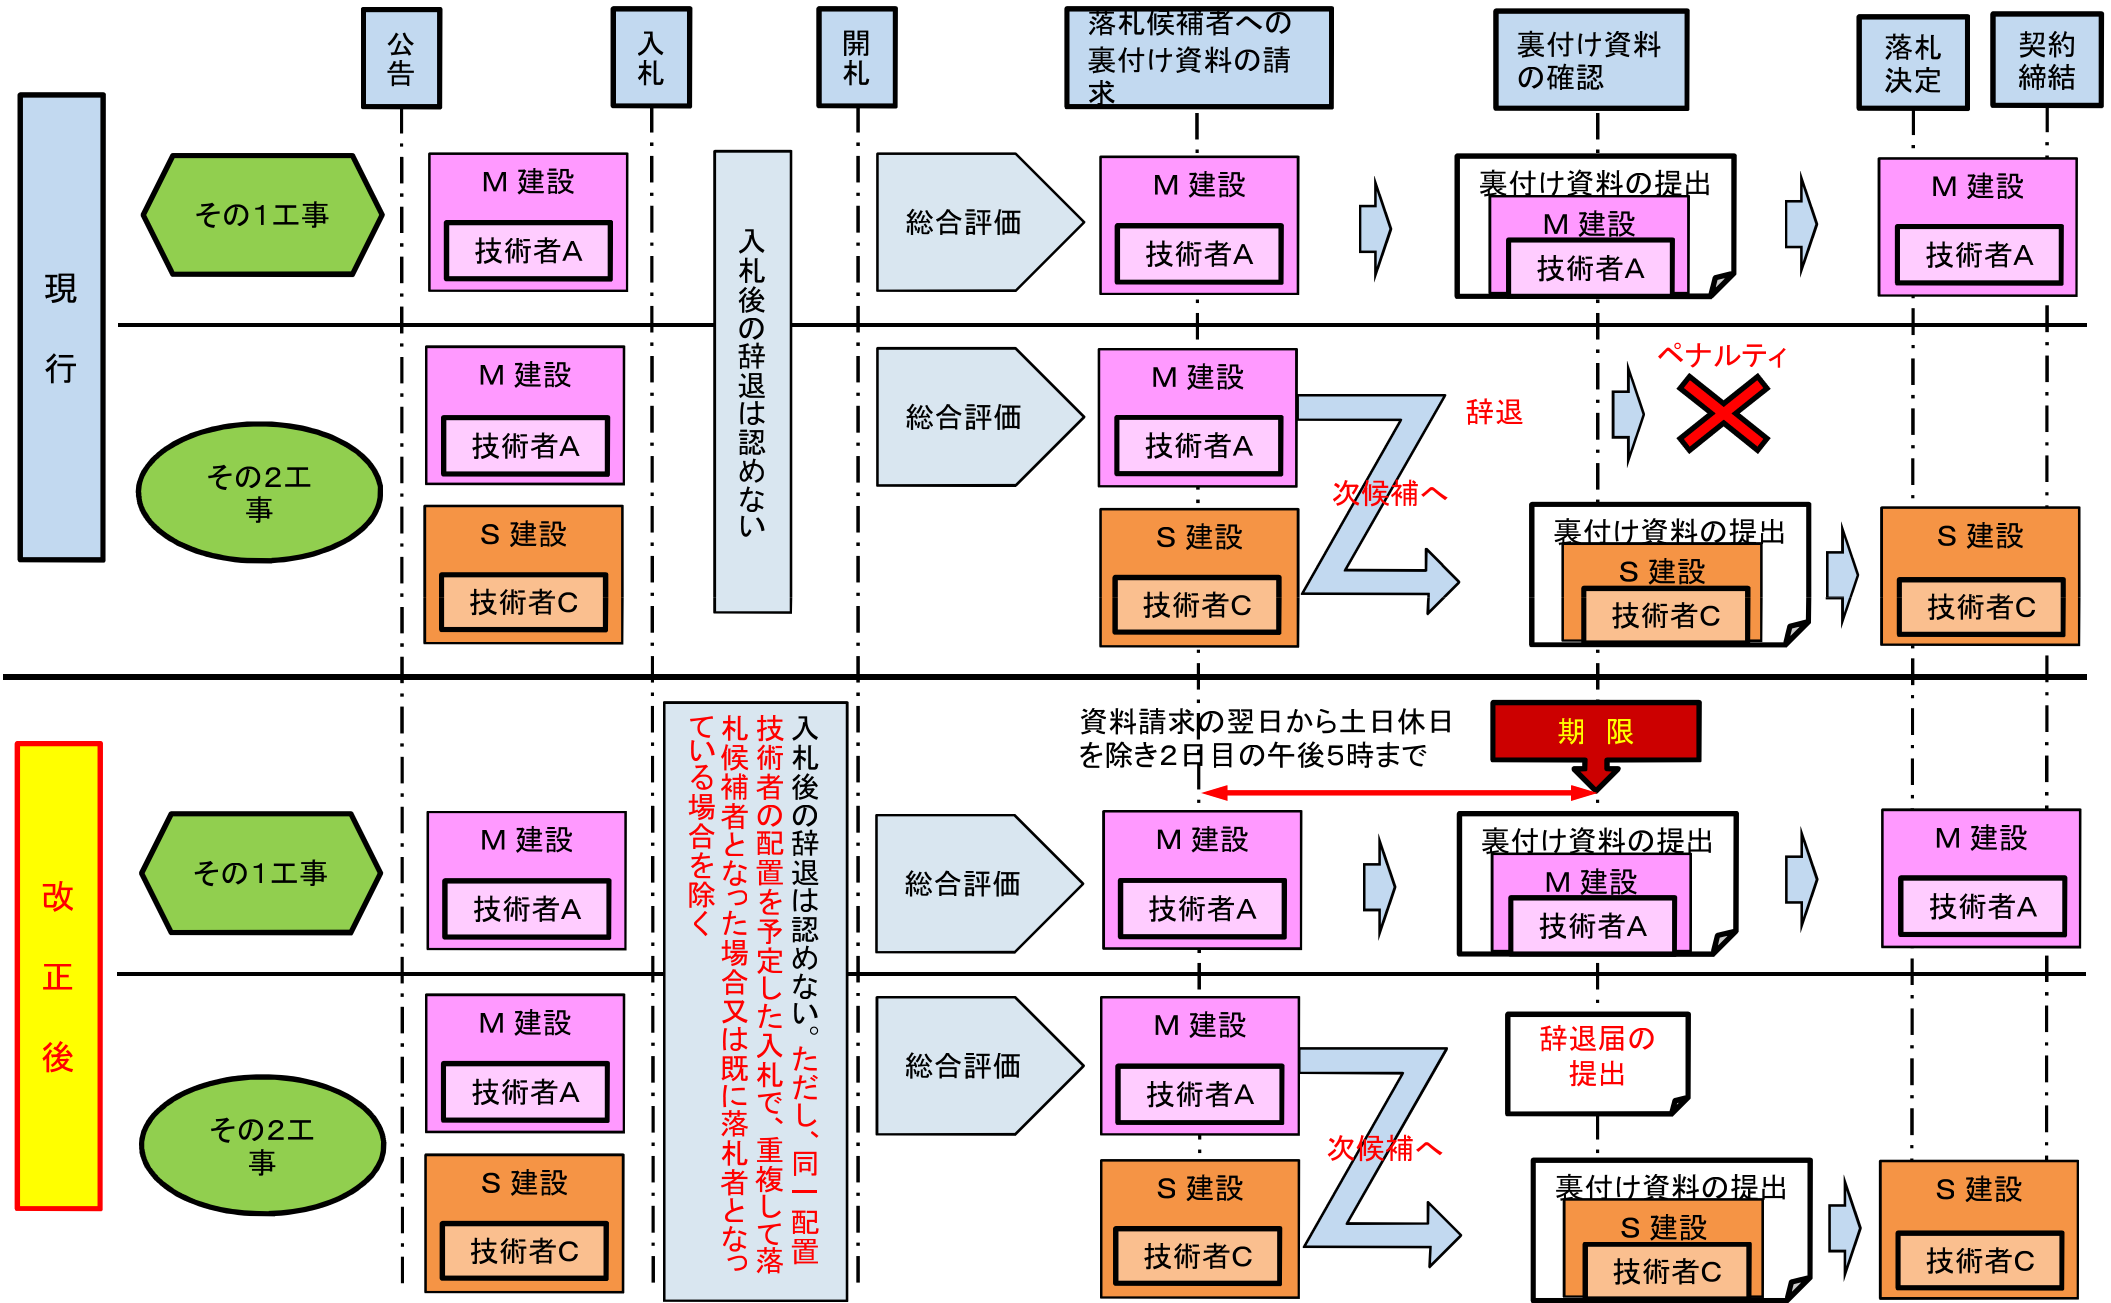 公
告
入
札
開
札
落札候補者への
裏付け資料の請
求
裏付け資料
の確認
落札
決定
契約
締結
現
行
その１工事
M 建設
技術者A
入札後の辞退は認めない
総合評価
M 建設
技術者A
裏付け資料の提出
M 建設
技術者A
M 建設
技術者A
その２工
事
M 建設
技術者A
S 建設
技術者C
総合評価
M 建設
技術者A
S 建設
技術者C
辞退
次候補へ
ペナルティ
裏付け資料の提出
S 建設
技術者C
S 建設
技術者C
改
正
後
入札後の辞退は認めない。ただし、同一配置
技術者の配置を予定した入札で、重複して落
札候補者となった場合又は既に落札者となっ
ている場合を除く
資料請求の翌日から土日休日
を除き２日目の午後５時まで
期 限
その１工事
M 建設
技術者A
総合評価
M 建設
技術者A
裏付け資料の提出
M 建設
技術者A
M 建設
技術者A
その２工
事
M 建設
技術者A
S 建設
技術者C
総合評価
M 建設
技術者A
S 建設
技術者C
次候補へ
辞退届の
提出
裏付け資料の提出
S 建設
技術者C
S 建設
技術者C